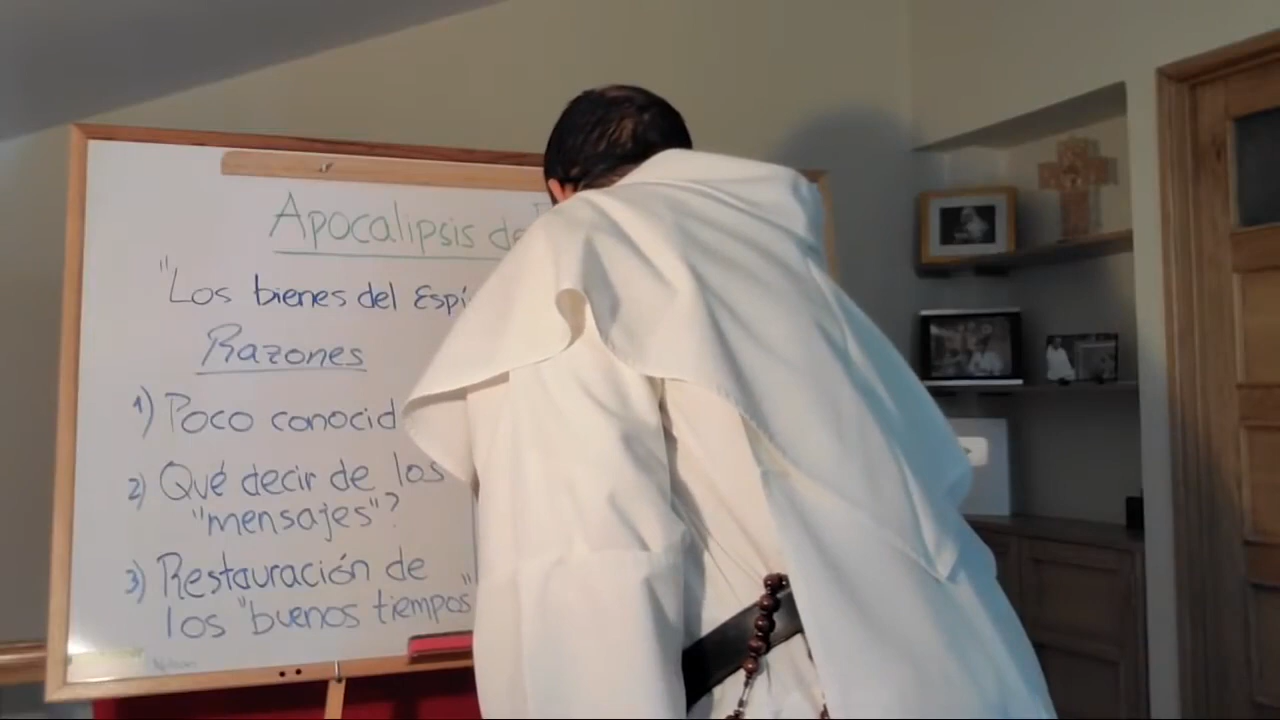 Apocalipsis de
"Los bienes del Espí
Razones
1) Poco conocid
2) Qué decir de los
"mensajes"?
3) Restauración de
los "buenos tiempos"